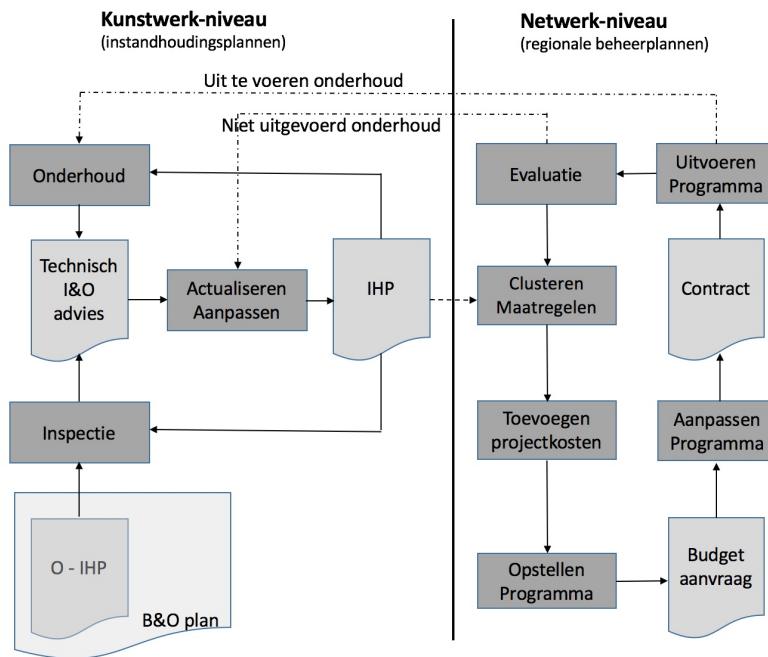 Kunstwerk-niveau
(instandhoudingsplannen)
Netwerk-niveau
(regionale beheerplannen)
Uit te voeren onderhoud
Niet uitgevoerd onderhoud
Onderhoud
Technisch
I&O
advies
Actualiseren
Aanpassen
IHP
Inspectie
O - IHP
B&O plan
Evaluatie
Uitvoeren
Programma
Clusteren
Maatregelen
Contract
Toevoegen
projectkosten
Aanpassen
Programma
Opstellen
Programma
Budget
aanvraag